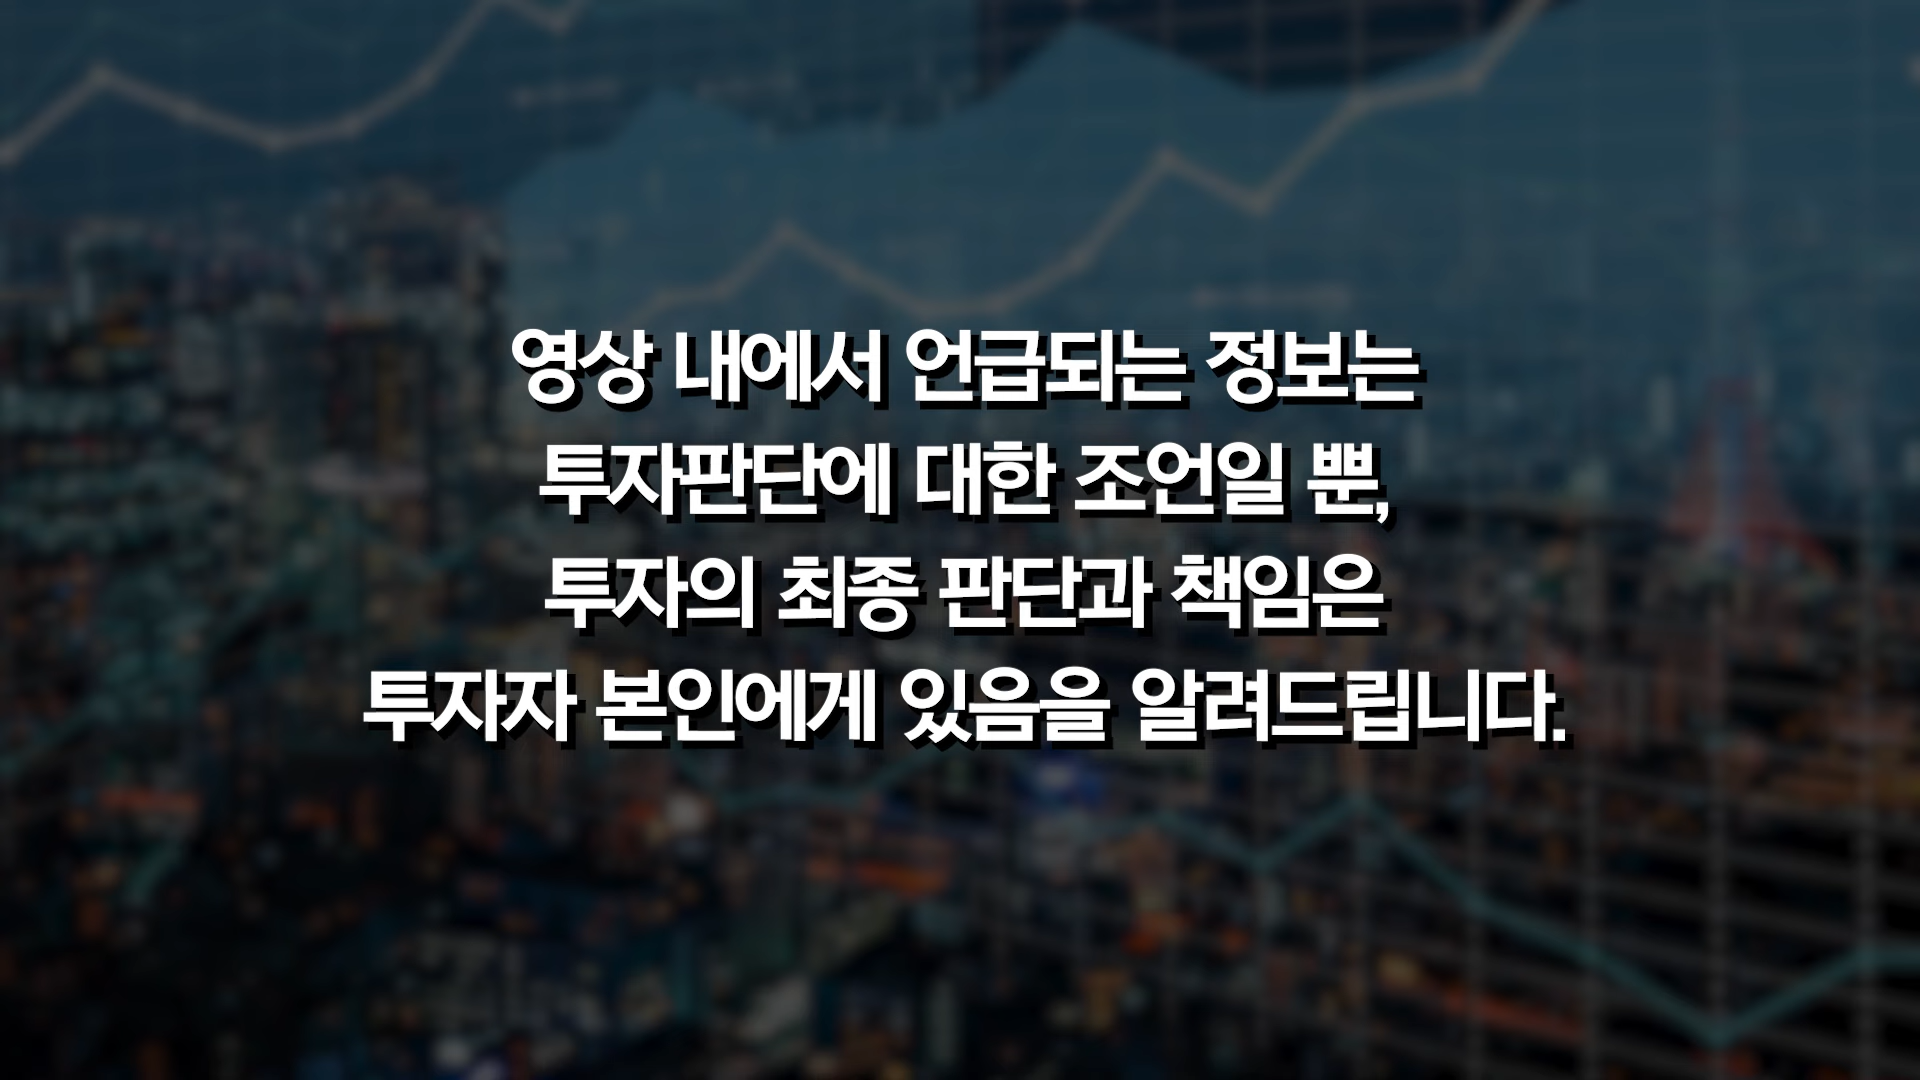 영상 내에서 언급되는 정보는
투자판단에 대한 조언일 뿐,
투자의 최종 판단과 책임은
투자자 본인에게 있음을 알려드립니다.